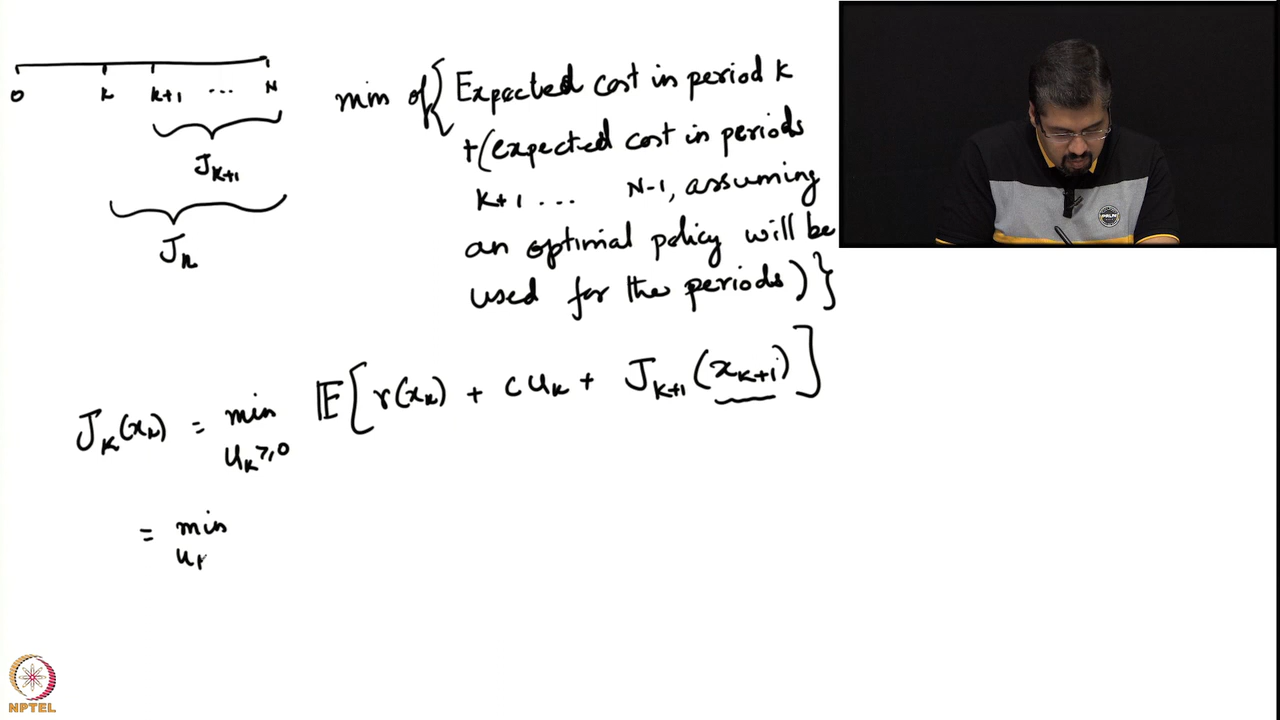 0 k k+1 ... N
J_{k+1}
J_k
min of { Expected cost in period k
+ (expected cost in periods
k+1 ... N-1, assuming
an optimal policy will be
used for the periods) }
J_k(x_k) = min_{u_k ≥ 0} 𝔼[ r(x_k) + c u_k + J_{k+1}(x_{k+1}) ]
= min
u_k
NPTEL